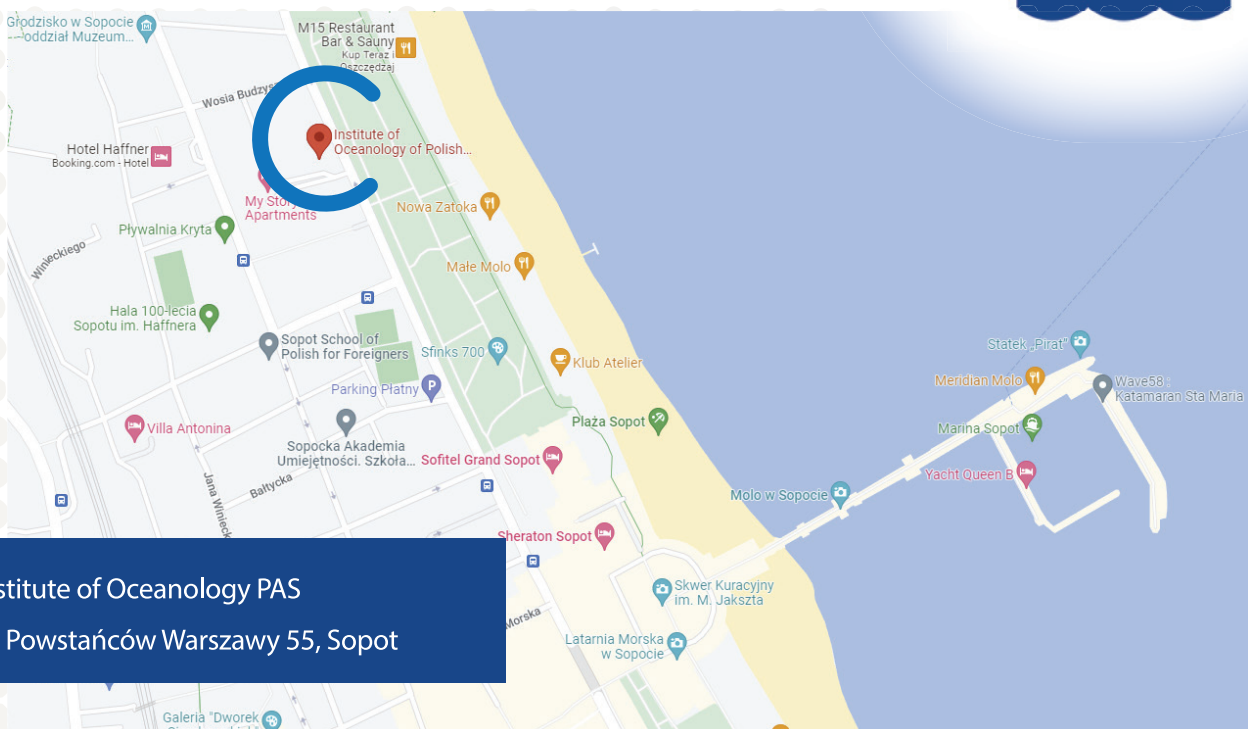 Grodzisko w Sopocie
oddział Muzeum...
M15 Restaurant
Bar & Sauny
Kup Teraz i
Oszczędzaj
Wosia Budzysz
Institute of
Oceanology of Polish...
Hotel Haffner
Booking.com - Hotel
My Story
Apartments
Nowa Zatoka
Pływalnia Kryta
Winieckiego
Małe Molo
Hala 100-lecia
Sopotu im. Haffnera
Sopot School of
Polish for Foreigners
Sfinks 700
Klub Atelier
Statek „Pirat"
Meridian Molo
Wave58 :
Katamaran Sta Maria
Parking Płatny
P
Plaża Sopot
Marina Sopot
Villa Antonina
Sopocka Akademia
Umiejętności. Szkoła...
Sofitel Grand Sopot
Yacht Queen B
Bałtycka
Jana Winieck
Molo w Sopocie
Sheraton Sopot
stitute of Oceanology PAS
Powstańców Warszawy 55, Sopot
Skwer Kuracyjny
im. M. Jakszta
Morska
Latarnia Morska
w Sopocie
Galeria "Dworek